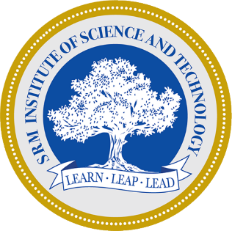 SRM INSTITUTE OF SCIENCE AND TECHNOLOGY
LEARN · LEAP · LEAD